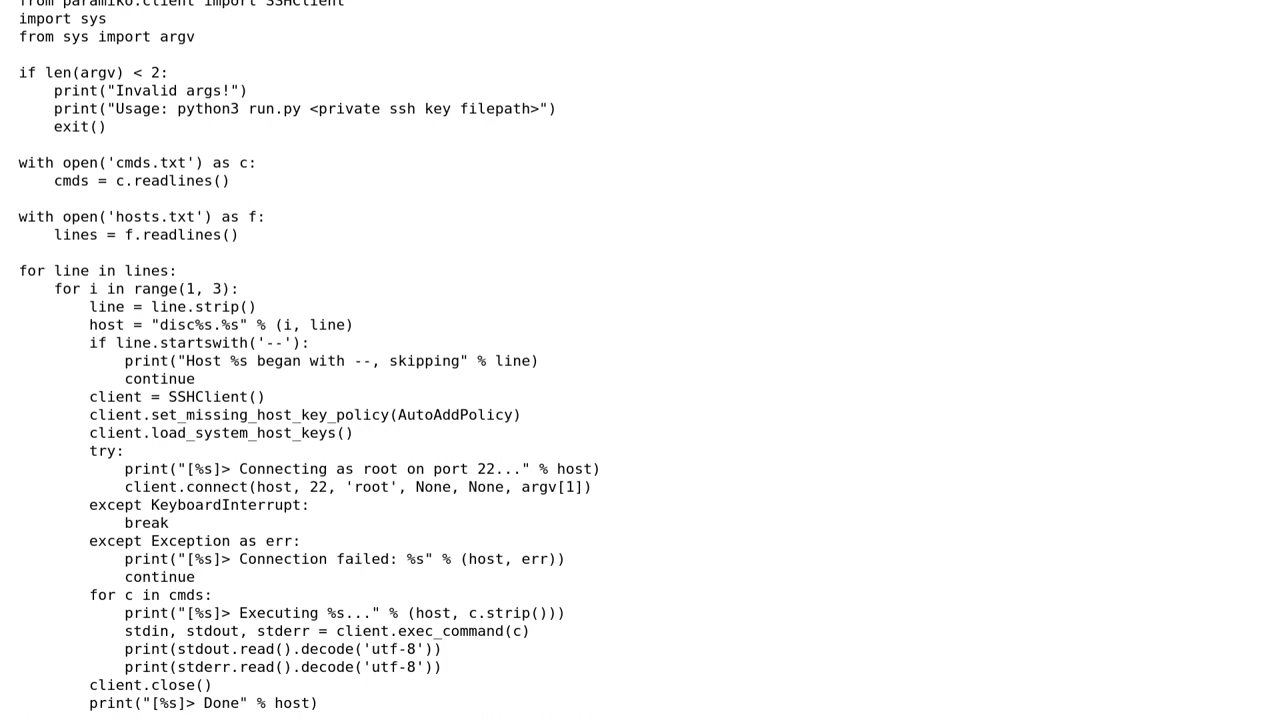 from paramiko.client import SSHClient
import sys
from sys import argv
if len(argv) < 2:
    print("Invalid args!")
    print("Usage: python3 run.py <private ssh key filepath>")
    exit()
with open('cmds.txt') as c:
    cmds = c.readlines()
with open('hosts.txt') as f:
    lines = f.readlines()
for line in lines:
    for i in range(1, 3):
        line = line.strip()
        host = "disc%s.%s" % (i, line)
        if line.startswith('--'):
            print("Host %s began with --, skipping" % line)
            continue
        client = SSHClient()
        client.set_missing_host_key_policy(AutoAddPolicy)
        client.load_system_host_keys()
        try:
            print("[%s]> Connecting as root on port 22..." % host)
            client.connect(host, 22, 'root', None, None, argv[1])
        except KeyboardInterrupt:
            break
        except Exception as err:
            print("[%s]> Connection failed: %s" % (host, err))
            continue
        for c in cmds:
            print("[%s]> Executing %s..." % (host, c.strip()))
            stdin, stdout, stderr = client.exec_command(c)
            print(stdout.read().decode('utf-8'))
            print(stderr.read().decode('utf-8'))
        client.close()
        print("[%s]> Done" % host)